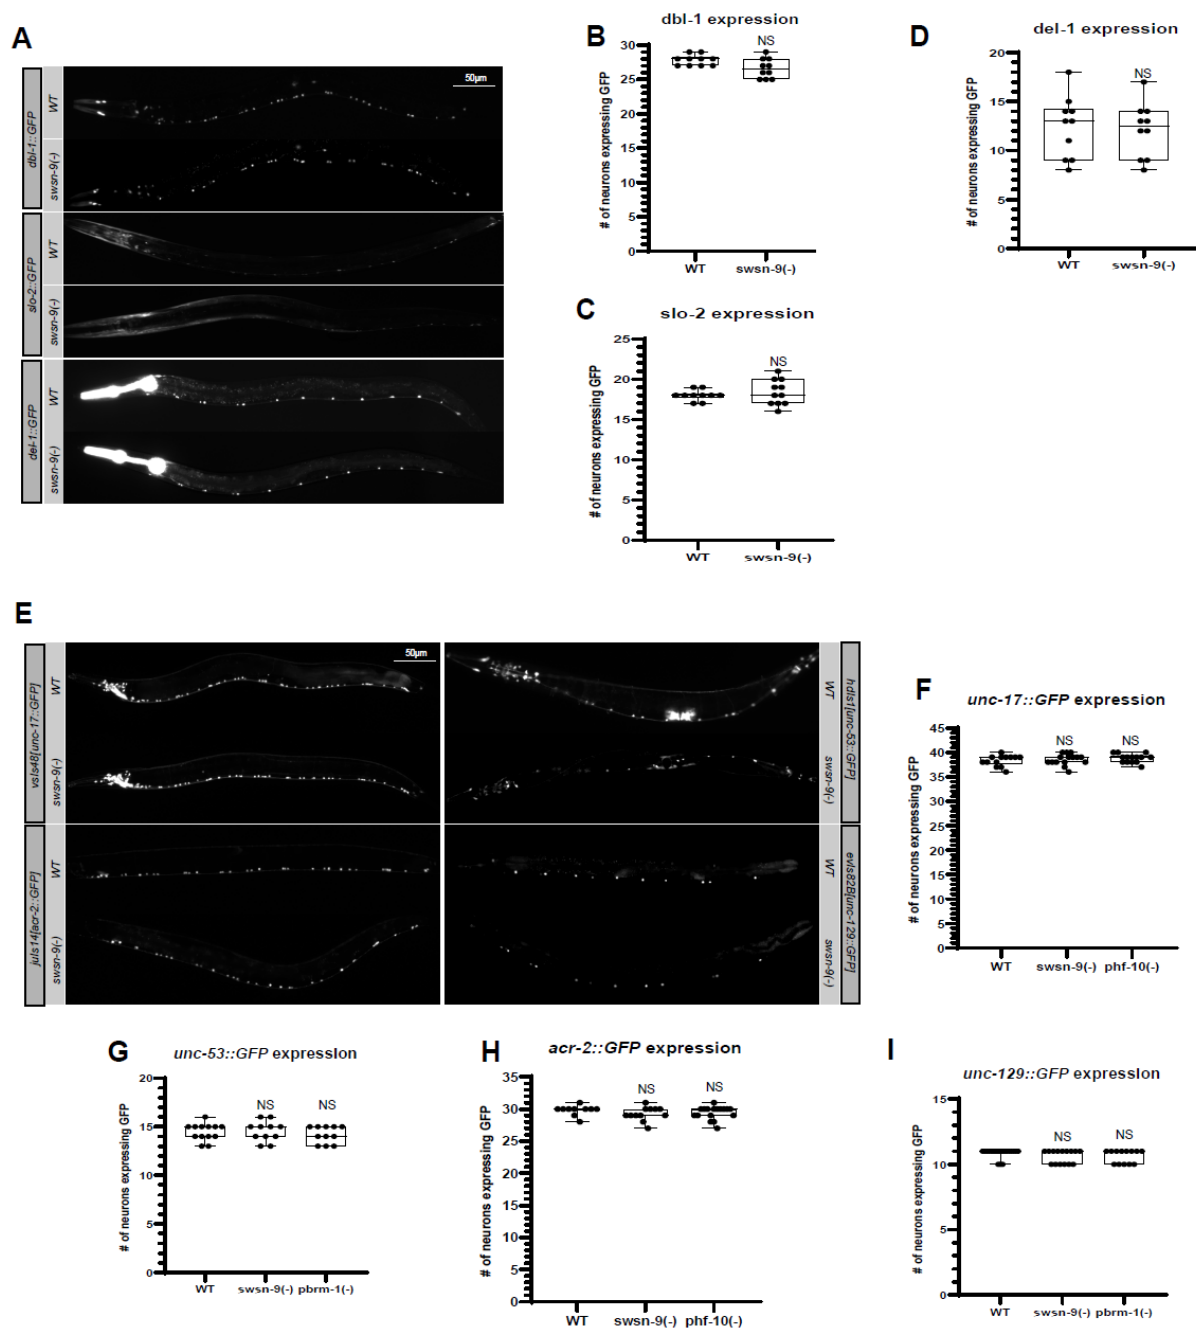 A
50µm
dbl-1::GFP
WT
swsn-9(-)
slo-2::GFP
WT
swsn-9(-)
del-1::GFP
WT
swsn-9(-)
B
dbl-1 expression
# of neurons expressing GFP
30
25
20
15
10
5
0
NS
WT
swsn-9(-)
C
slo-2 expression
# of neurons expressing GFP
25
20
15
10
5
0
NS
WT
swsn-9(-)
D
del-1 expression
# of neurons expressing GFP
20
15
10
5
0
NS
WT
swsn-9(-)
E
50µm
vsIs48[unc-17::GFP]
WT
swsn-9(-)
juIs14[acr-2::GFP]
WT
swsn-9(-)
WT
swsn-9(-)
hdIs1[unc-53::GFP]
WT
swsn-9(-)
evIs82B[unc-129::GFP]
F
unc-17::GFP expression
# of neurons expressing GFP
45
40
35
30
25
20
15
10
5
0
NS
NS
WT
swsn-9(-)
phf-10(-)
G
unc-53::GFP expression
# of neurons expressing GFP
20
15
10
5
0
NS
NS
WT
swsn-9(-)
pbrm-1(-)
H
acr-2::GFP expression
# of neurons expressing GFP
35
30
25
20
15
10
5
0
NS
NS
WT
swsn-9(-)
phf-10(-)
I
unc-129::GFP expression
# of neurons expressing GFP
15
10
5
0
NS
NS
WT
swsn-9(-)
pbrm-1(-)